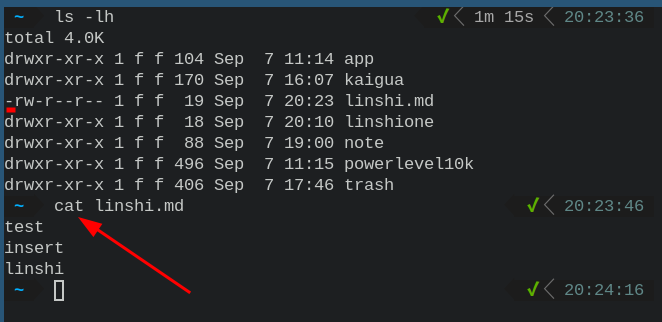 ~ ls -lh ✓ 1m 15s 20:23:36
total 4.0K
drwxr-xr-x 1 f f 104 Sep  7 11:14 app
drwxr-xr-x 1 f f 170 Sep  7 16:07 kaigua
-rw-r--r-- 1 f f  19 Sep  7 20:23 linshi.md
drwxr-xr-x 1 f f  18 Sep  7 20:10 linshione
drwxr-xr-x 1 f f  88 Sep  7 19:00 note
drwxr-xr-x 1 f f 496 Sep  7 11:15 powerlevel10k
drwxr-xr-x 1 f f 406 Sep  7 17:46 trash
~ cat linshi.md ✓ 20:23:46
test
insert
linshi
~ ✓ 20:24:16